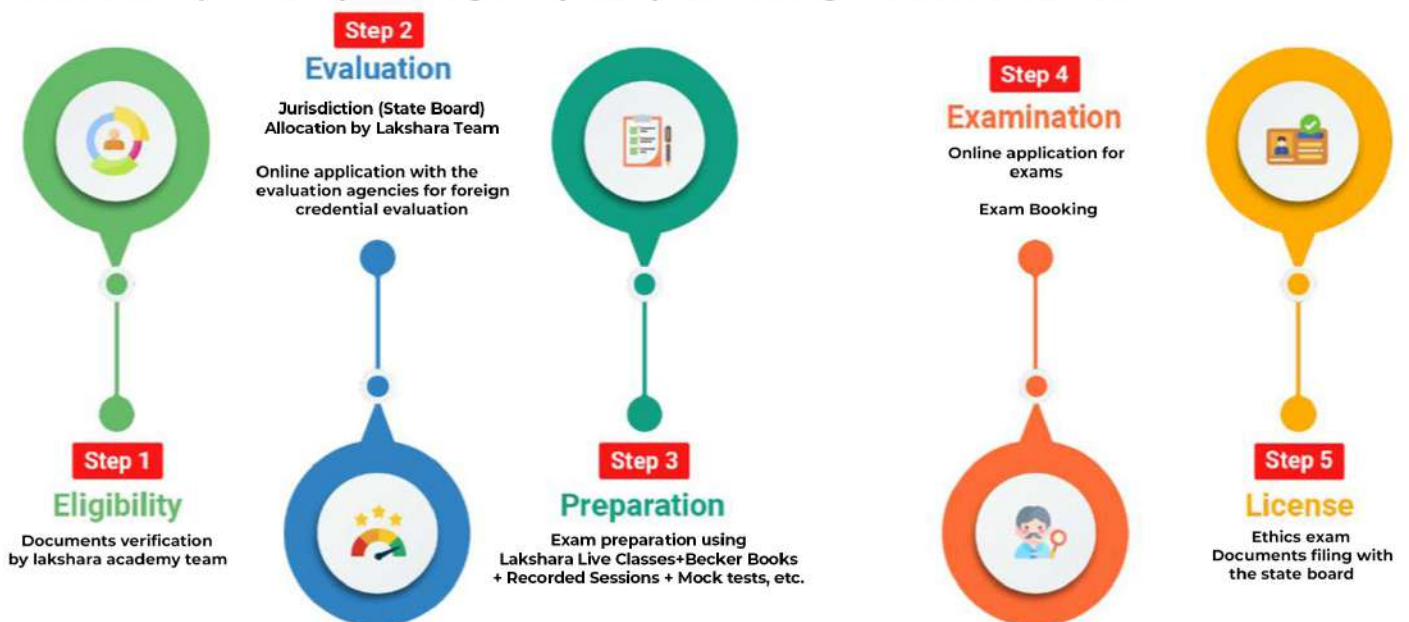 Step 1
Eligibility
Documents verification
by lakshara academy team
Step 2
Evaluation
Jurisdiction (State Board)
Allocation by Lakshara Team
Online application with the
evaluation agencies for foreign
credential evaluation
Step 3
Preparation
Exam preparation using
Lakshara Live Classes+Becker Books
+ Recorded Sessions + Mock tests, etc.
Step 4
Examination
Online application for
exams
Exam Booking
Step 5
License
Ethics exam
Documents filing with
the state board